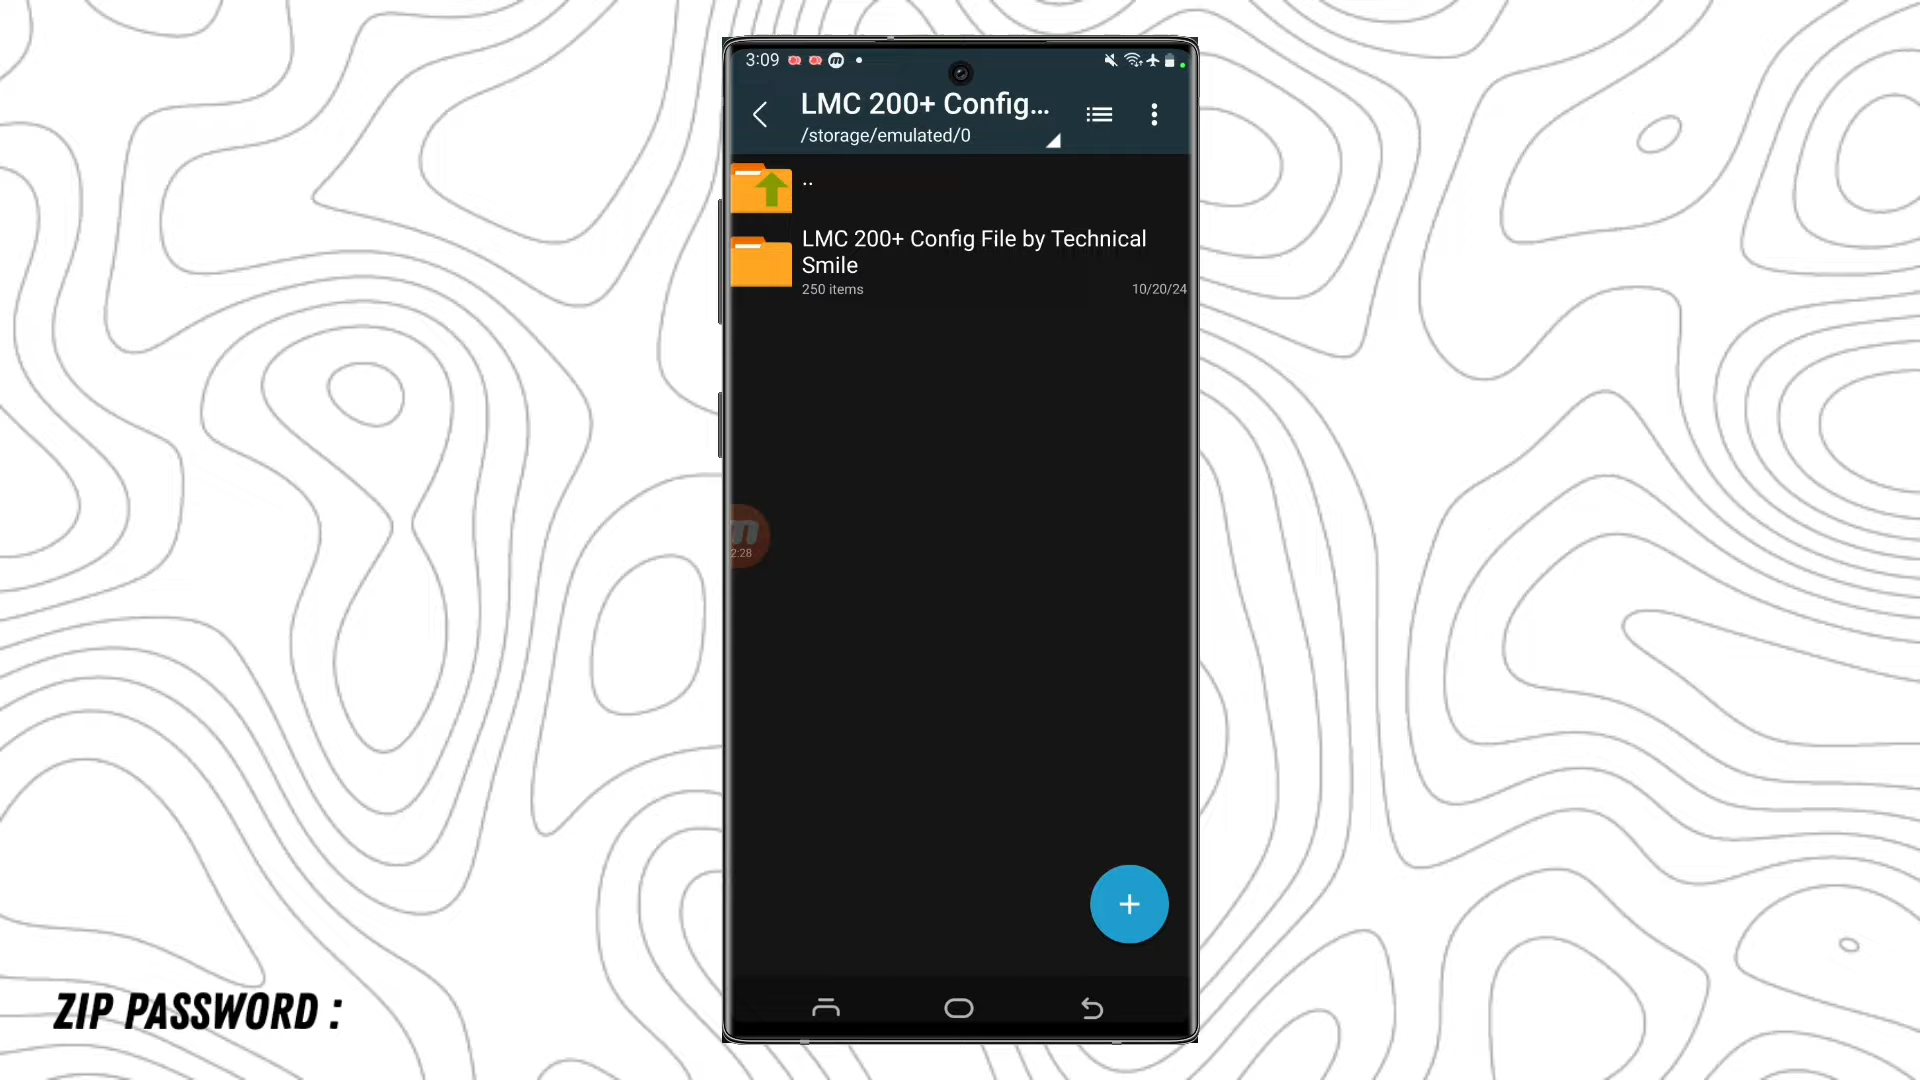 3:09
LMC 200+ Config...
/storage/emulated/0
..
LMC 200+ Config File by Technical
Smile
250 items
10/20/24
m
2:28
+
ZIP PASSWORD :